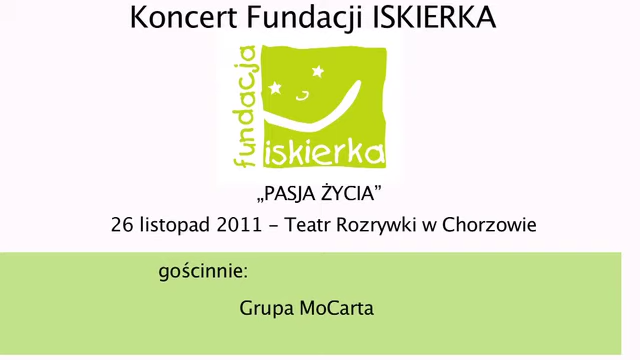 Koncert Fundacji ISKIERKA
fundacja
iskierka
„PASJA ŻYCIA”
26 listopad 2011 – Teatr Rozrywki w Chorzowie
gościnnie:
Grupa MoCarta